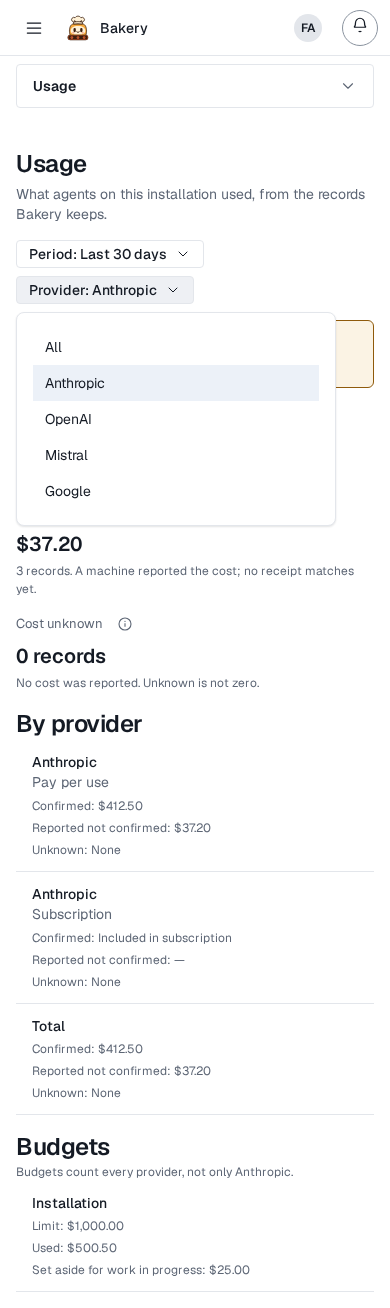 Bakery
FA
Usage
Usage
What agents on this installation used, from the records
Bakery keeps.
Period: Last 30 days
Provider: Anthropic
All
Anthropic
OpenAI
Mistral
Google
$37.20
3 records. A machine reported the cost; no receipt matches
yet.
Cost unknown
0 records
No cost was reported. Unknown is not zero.
By provider
Anthropic
Pay per use
Confirmed: $412.50
Reported not confirmed: $37.20
Unknown: None
Anthropic
Subscription
Confirmed: Included in subscription
Reported not confirmed: —
Unknown: None
Total
Confirmed: $412.50
Reported not confirmed: $37.20
Unknown: None
Budgets
Budgets count every provider, not only Anthropic.
Installation
Limit: $1,000.00
Used: $500.50
Set aside for work in progress: $25.00